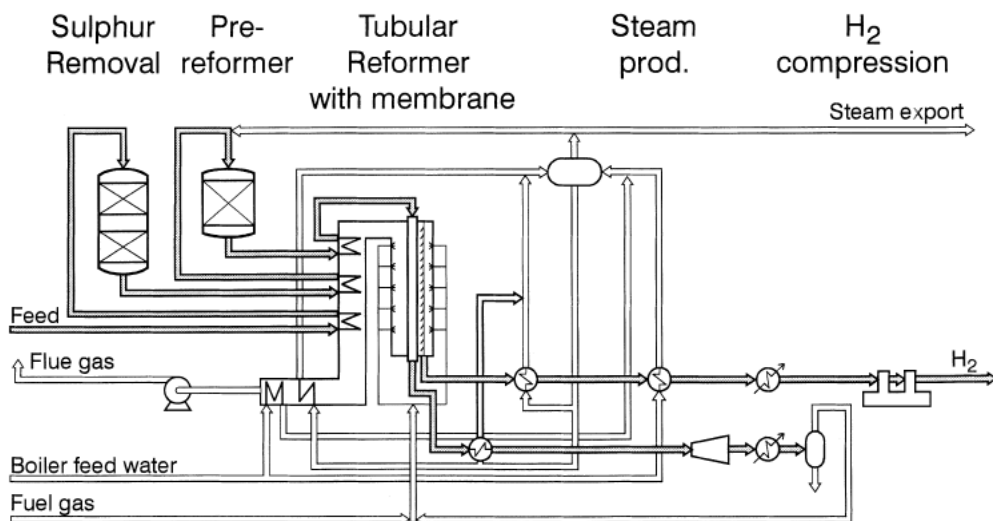 Sulphur
Removal
Pre-
reformer
Tubular
Reformer
with membrane
Steam
prod.
H₂
compression
Steam export
Feed
Flue gas
H₂
Boiler feed water
Fuel gas